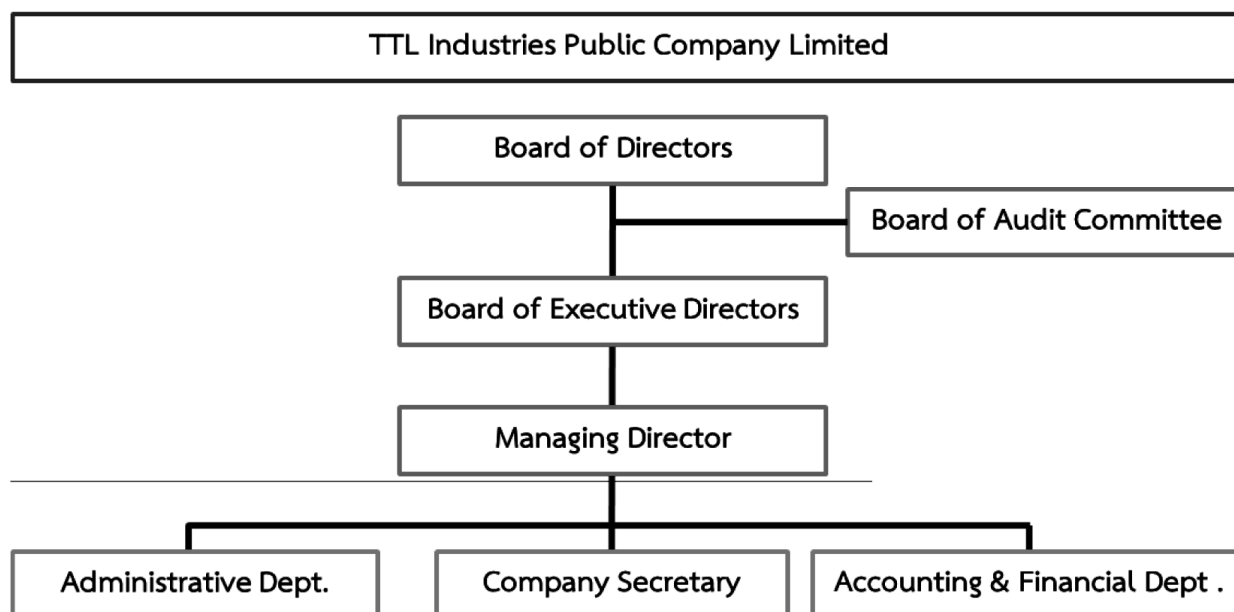 TTL Industries Public Company Limited
Board of Directors
Board of Audit Committee
Board of Executive Directors
Managing Director
Administrative Dept.
Company Secretary
Accounting & Financial Dept .